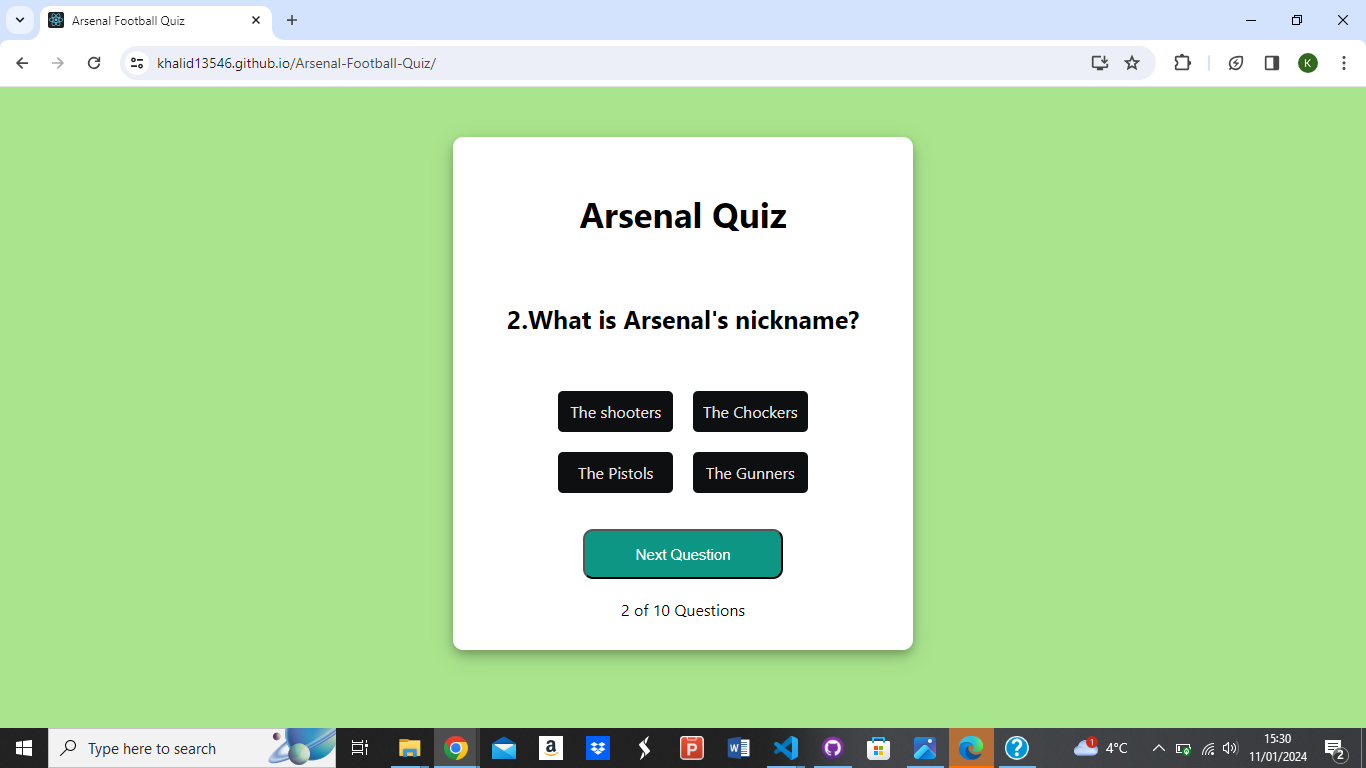 Arsenal Football Quiz
khalid13546.github.io/Arsenal-Football-Quiz/
K
Arsenal Quiz
2.What is Arsenal's nickname?
The shooters
The Chockers
The Pistols
The Gunners
Next Question
2 of 10 Questions
Type here to search
1
4°C
15:30
11/01/2024
2